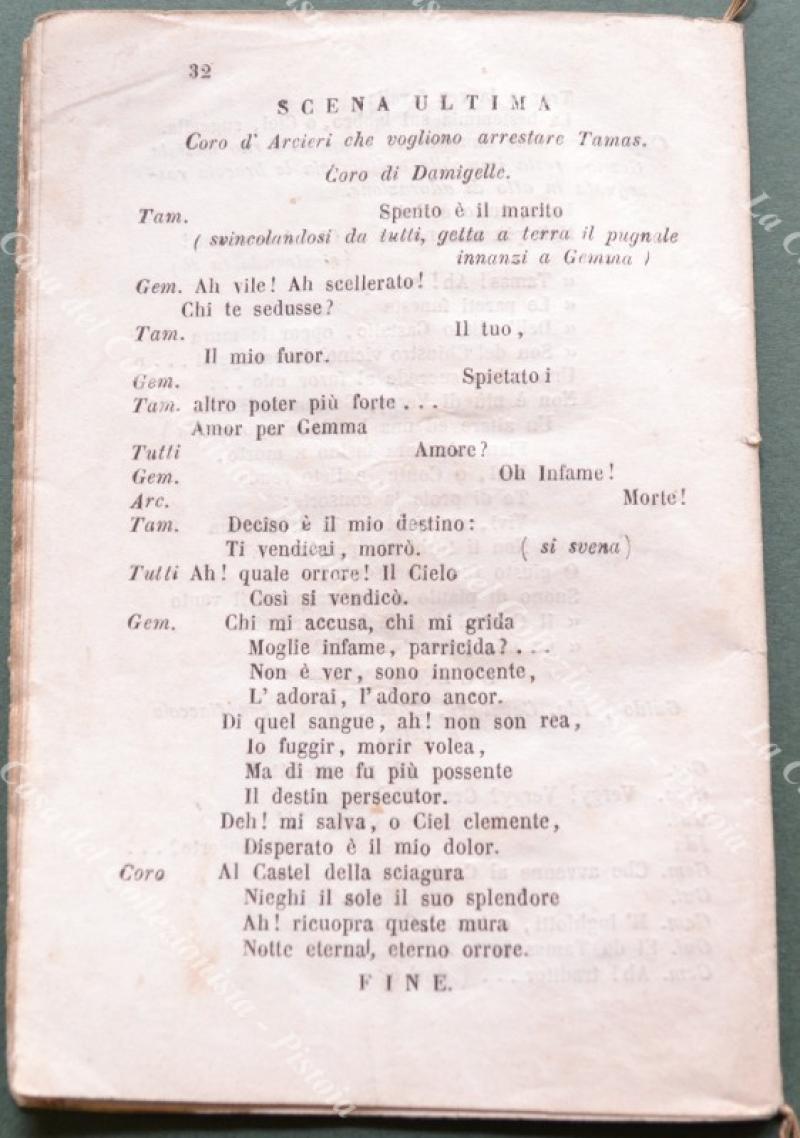 32
SCENA ULTIMA
Coro d' Arcieri che vogliono arrestare Tamas.
Coro di Damigelle.
Tam. Spento è il marito
( svincolandosi da tutti, getta a terra il pugnale
innanzi a Gemma )
Gem. Ah vile! Ah scellerato!
Chi te sedusse?
Tam. Il tuo,
Il mio furor.
Gem. Spietato i
Tam. altro poter più forte . . .
Amor per Gemma
Tutti Amore?
Gem. Oh Infame!
Arc. Morte!
Tam. Deciso è il mio destino:
Ti vendicai, morrò. ( si svena )
Tutti Ah! quale orrore! Il Cielo
Così si vendicò.
Gem. Chi mi accusa, chi mi grida
Moglie infame, parricida? . . .
Non è ver, sono innocente,
L' adorai, l'adoro ancor.
Di quel sangue, ah! non son rea,
Io fuggir, morir volea,
Ma di me fu più possente
Il destin persecutor.
Deh! mi salva, o Ciel clemente,
Disperato è il mio dolor.
Coro Al Castel della sciagura
Nieghi il sole il suo splendore
Ah! ricuopra queste mura
Notte eternal, eterno orrore.
FINE.
La Casa del Collezionista - Pistoia